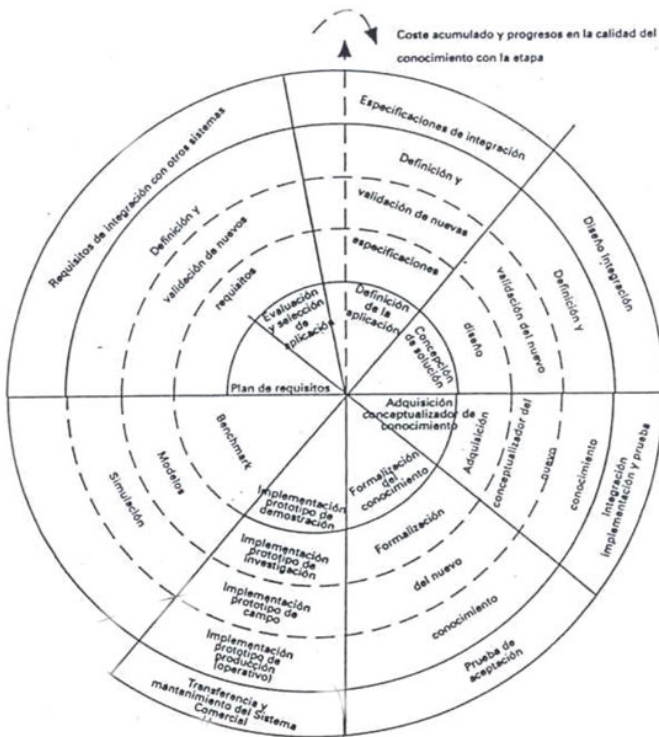 Coste acumulado y progresos en la calidad del
conocimiento con la etapa
Especificaciones de integración
Definición y
validación de nuevas
especificaciones
Definición
de la
aplicación
Diseño Integración
Definición y
validación del nuevo
diseño
Concepción
de solución
Adquisición
conceptualizador de
conocimiento
Adquisición
conceptualizador del
nuevo
conocimiento
Integración
implementación y prueba
Formalización
del
conocimiento
Formalización
del nuevo
conocimiento
Prueba de
aceptación
Implementación
prototipo de
demostración
Implementación
prototipo de
investigación
Implementación
prototipo de
campo
Implementación
prototipo de
producción
(operativo)
Transferencia y
mantenimiento del Sistema
Comercial
Benchmark
Modelos
Simulación
Plan de requisitos
Evaluación
y selección
de
aplicación
Definición y
validación de nuevos
requisitos
Requisitos de integración con otros sistemas